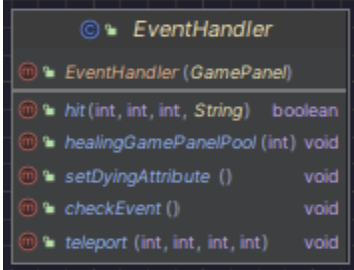 EventHandler
EventHandler (GamePanel)
hit(int, int, int, String) boolean
healingGamePanelPool (int) void
setDyingAttribute () void
checkEvent () void
teleport (int, int, int, int) void